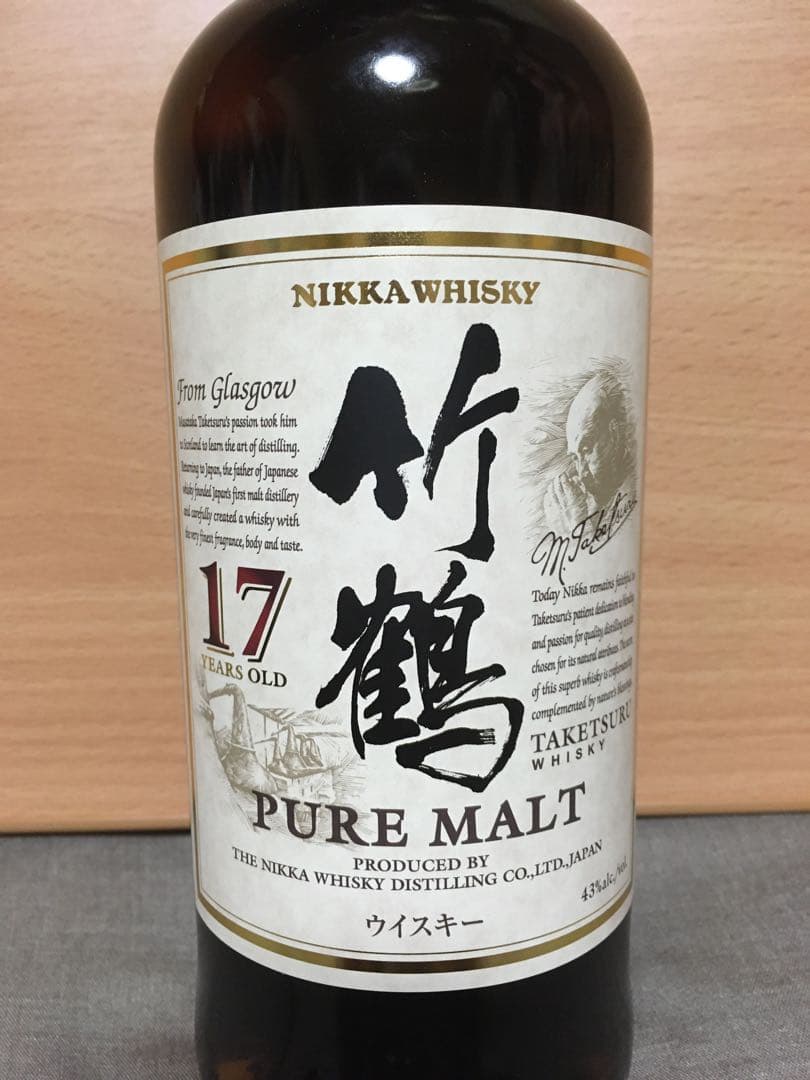 NIKKA WHISKY
竹鶴
From Glasgow
Taketsuru's passion took him
to Scotland to learn the art of distilling.
Returning to Japan, the father of Japanese
whisky founded Japan's first malt distillery
and carefully created a whisky with
the very finest fragrance, body and taste.
17
YEARS OLD
M. Taketsuru
Today Nikka remains faithful to
Taketsuru's patient dedication to
and passion for quality, distilling
chosen for its natural attributes. The
of this superb whisky is
complemented by nature's
TAKETSURU
WHISKY
PURE MALT
PRODUCED BY
THE NIKKA WHISKY DISTILLING CO.,LTD.,JAPAN
43%alc./vol.
ウイスキー